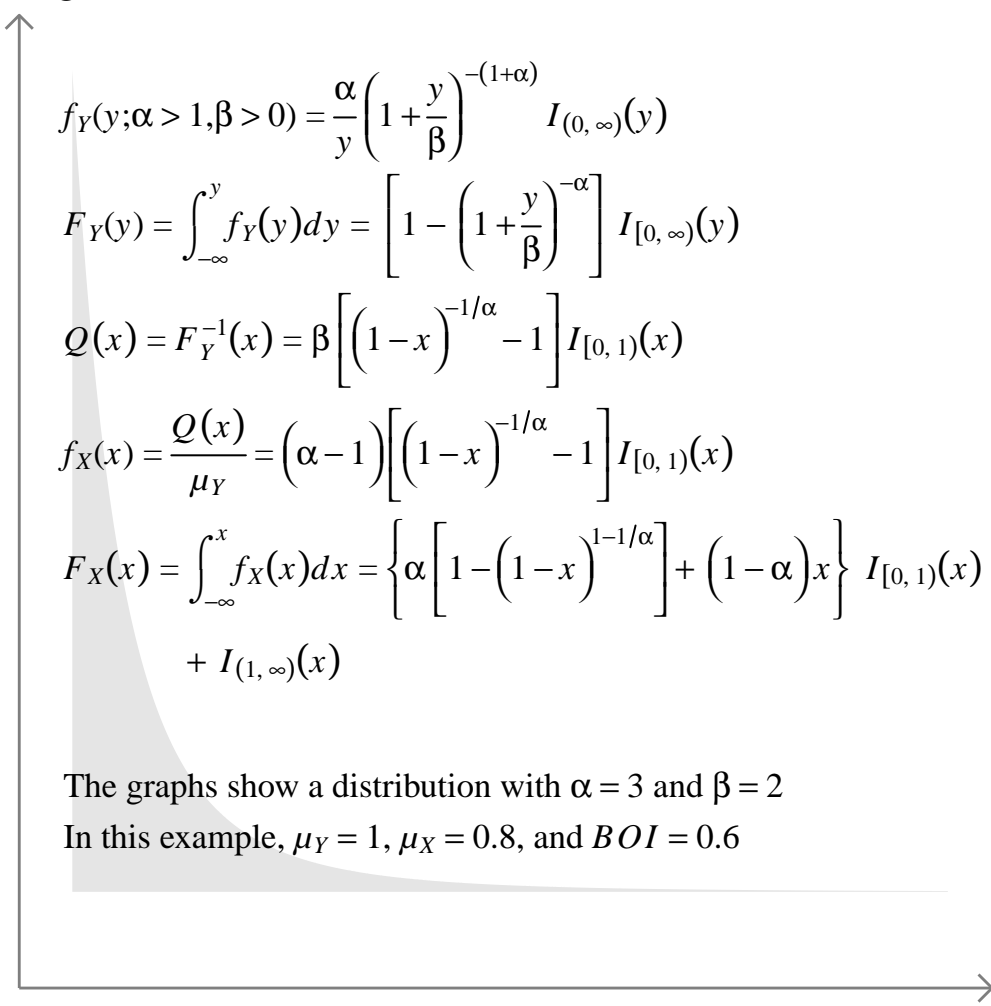 f_Y(y;α > 1,β > 0) = α/y (1 + y/β)^{−(1+α)} I_{(0, ∞)}(y)
F_Y(y) = ∫_{−∞}^{y} f_Y(y)dy = [1 − (1 + y/β)^{−α}] I_{[0, ∞)}(y)
Q(x) = F_Y^{−1}(x) = β[(1 − x)^{−1/α} − 1] I_{[0, 1)}(x)
f_X(x) = Q(x)/μ_Y = (α − 1)[(1 − x)^{−1/α} − 1] I_{[0, 1)}(x)
F_X(x) = ∫_{−∞}^{x} f_X(x)dx = {α[1 − (1 − x)^{1−1/α}] + (1 − α)x} I_{[0, 1)}(x)
+ I_{(1, ∞)}(x)
The graphs show a distribution with α = 3 and β = 2
In this example, μ_Y = 1, μ_X = 0.8, and BOI = 0.6